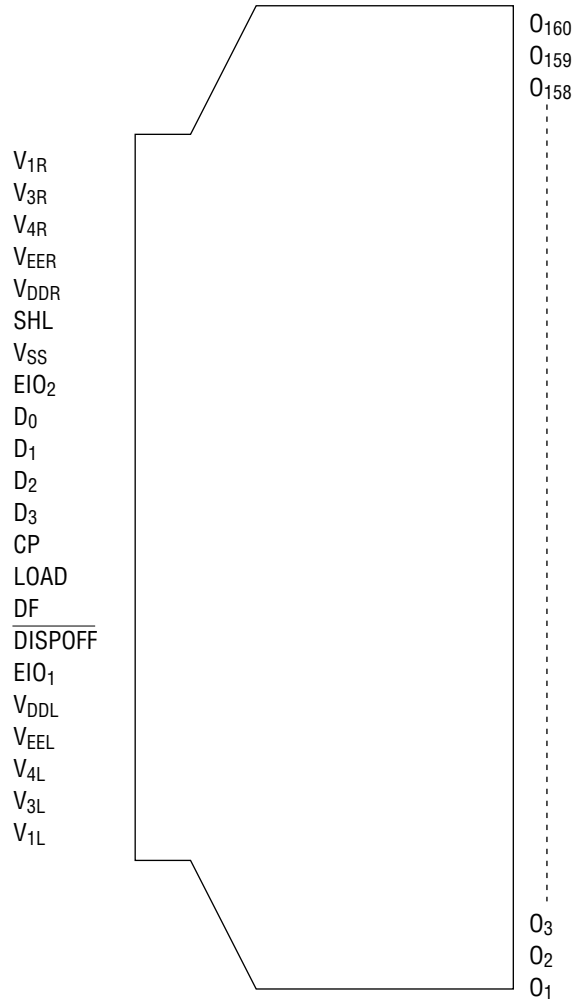 O160
O159
O158
V1R
V3R
V4R
VEER
VDDR
SHL
VSS
EIO2
D0
D1
D2
D3
CP
LOAD
DF
DISPOFF
EIO1
VDDL
VEEL
V4L
V3L
V1L
O3
O2
O1